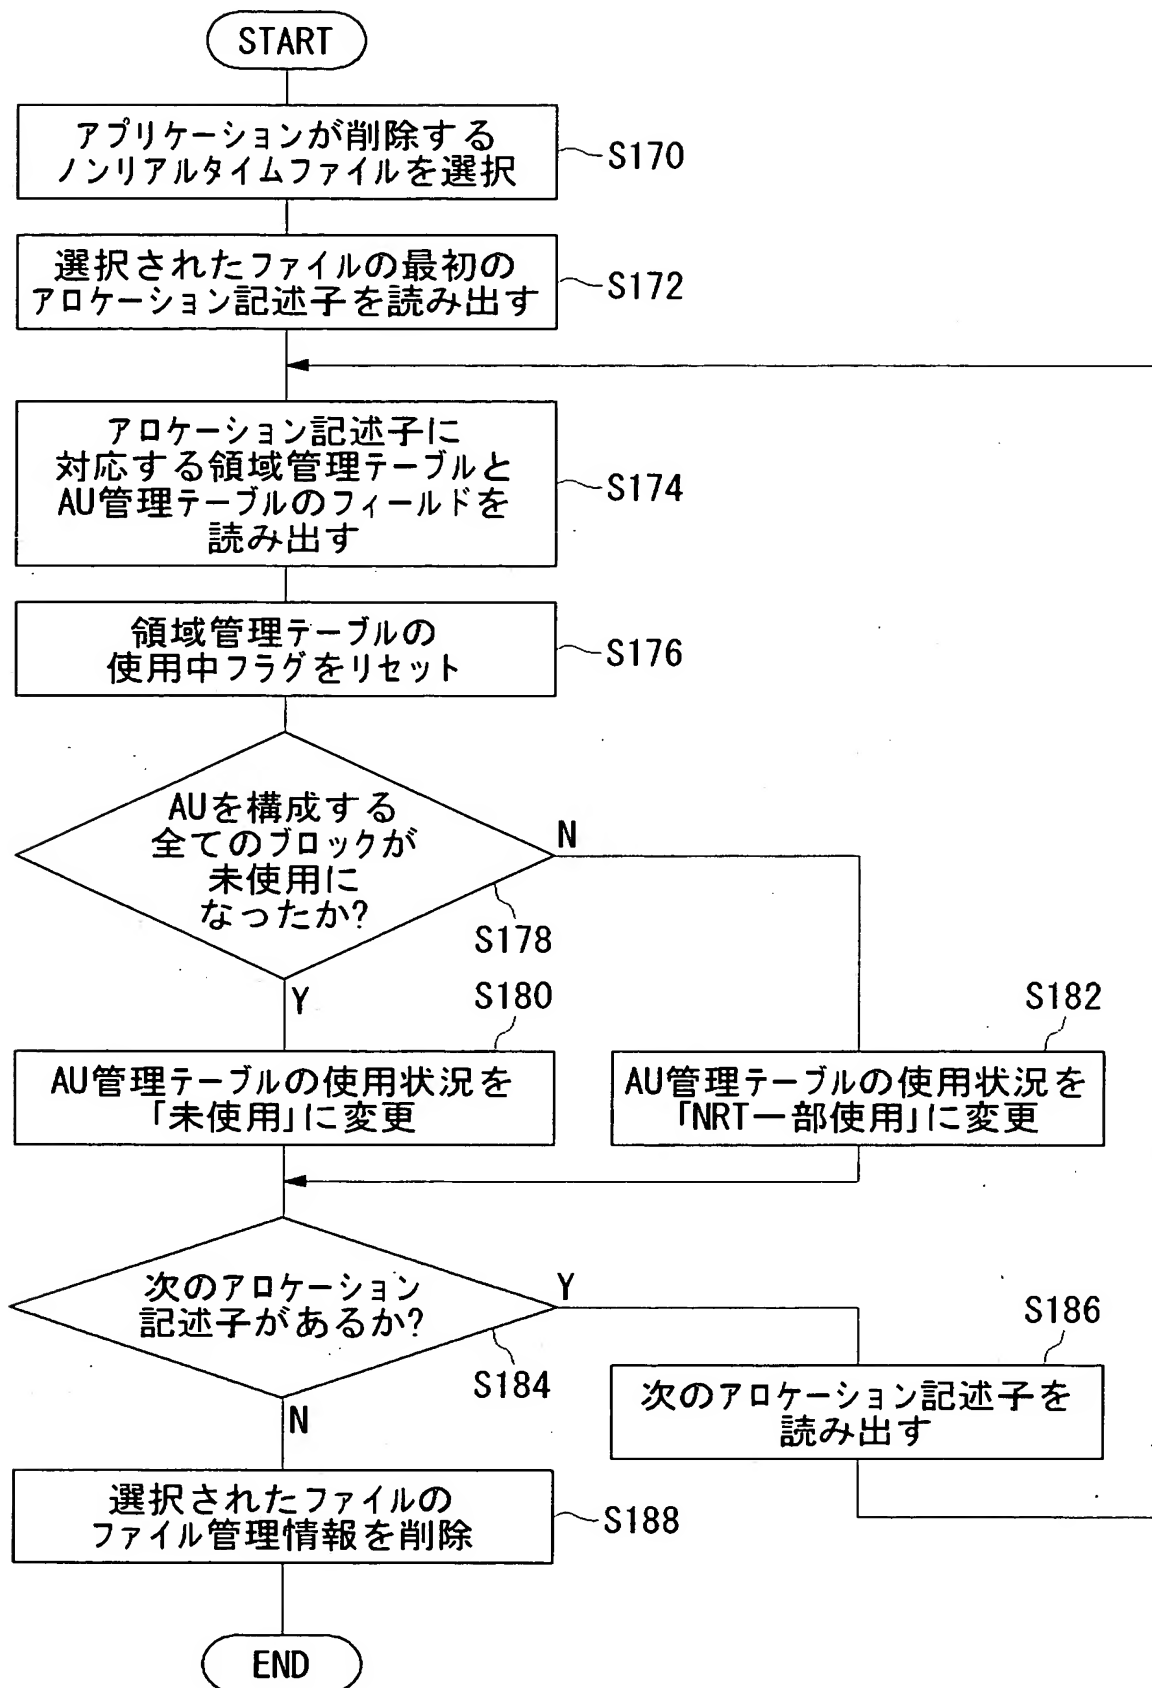 START
アプリケーションが削除する
ノンリアルタイムファイルを選択
S170
選択されたファイルの最初の
アロケーション記述子を読み出す
S172
アロケーション記述子に
対応する領域管理テーブルと
AU管理テーブルのフィールドを
読み出す
S174
領域管理テーブルの
使用中フラグをリセット
S176
AUを構成する
全てのブロックが
未使用に
なったか?
N
S178
Y
S180
S182
AU管理テーブルの使用状況を
「未使用」に変更
AU管理テーブルの使用状況を
「NRT一部使用」に変更
次のアロケーション
記述子があるか?
Y
S184
S186
N
次のアロケーション記述子を
読み出す
選択されたファイルの
ファイル管理情報を削除
S188
END